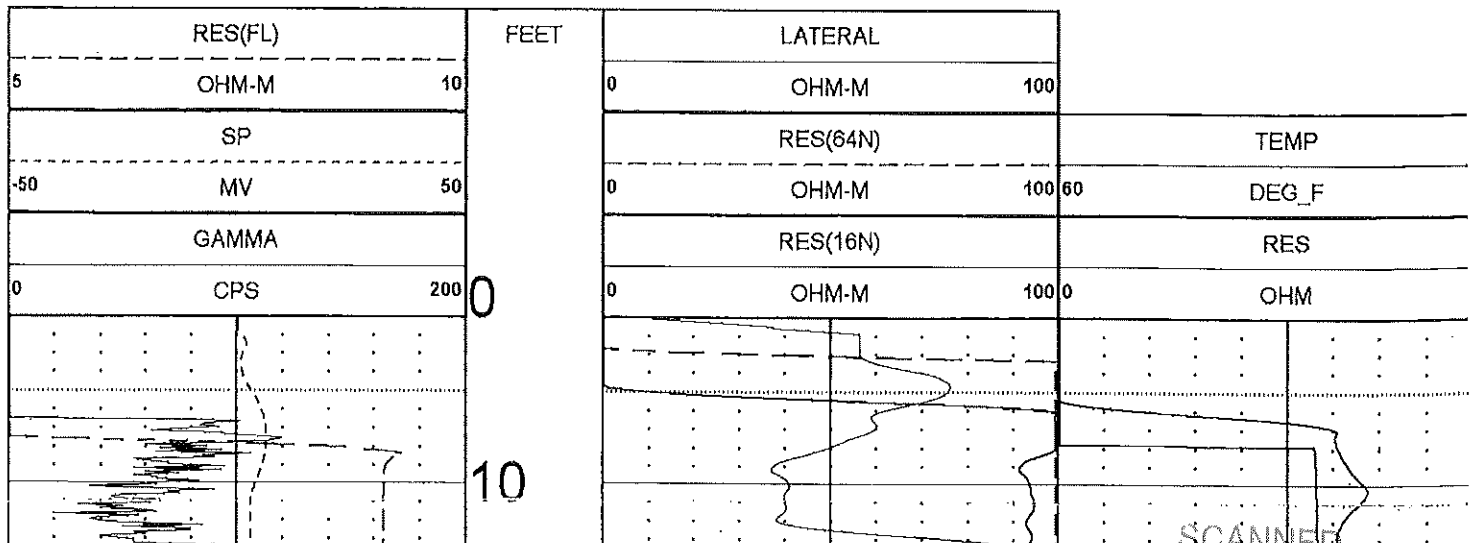 RES(FL) FEET LATERAL
5 OHM-M 10 0 OHM-M 100
SP RES(64N) TEMP
-50 MV 50 0 OHM-M 100 60 DEG_F
GAMMA RES(16N) RES
0 CPS 200 0 0 OHM-M 100 0 OHM
10
SCANNED